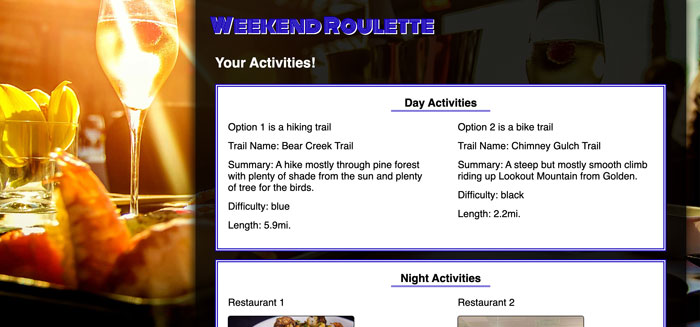 WeekendRoulette
Your Activities!
Day Activities
Option 1 is a hiking trail
Trail Name: Bear Creek Trail
Summary: A hike mostly through pine forest
with plenty of shade from the sun and plenty
of tree for the birds.
Difficulty: blue
Length: 5.9mi.
Option 2 is a bike trail
Trail Name: Chimney Gulch Trail
Summary: A steep but mostly smooth climb
riding up Lookout Mountain from Golden.
Difficulty: black
Length: 2.2mi.
Night Activities
Restaurant 1
Restaurant 2